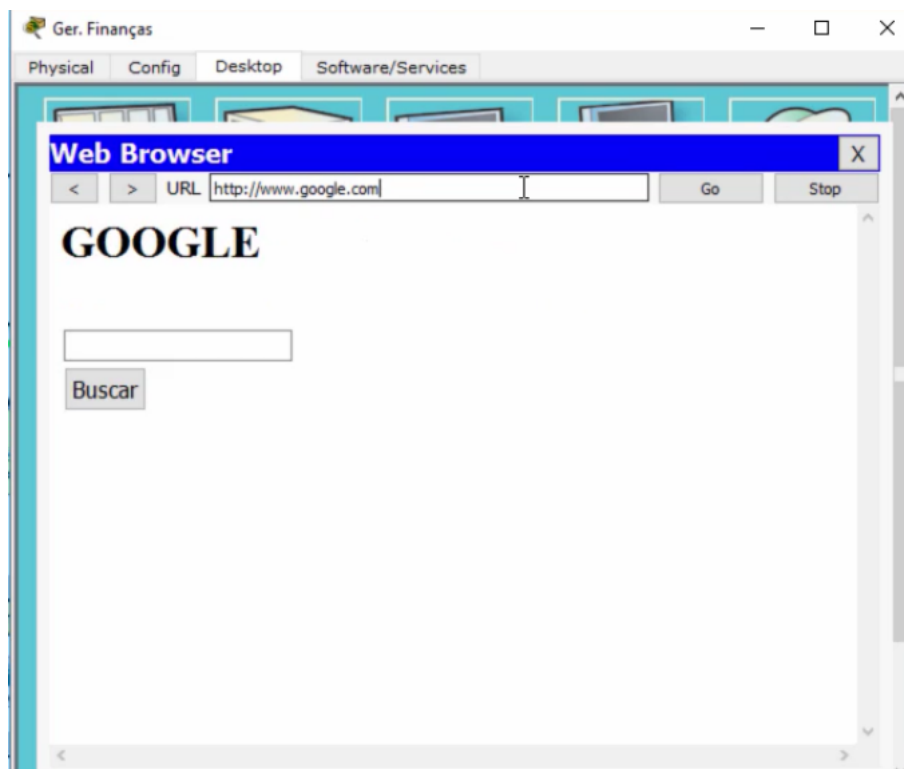 Ger. Finanças
Physical Config Desktop Software/Services
Web Browser X
< > URL http://www.google.com Go Stop
GOOGLE
Buscar